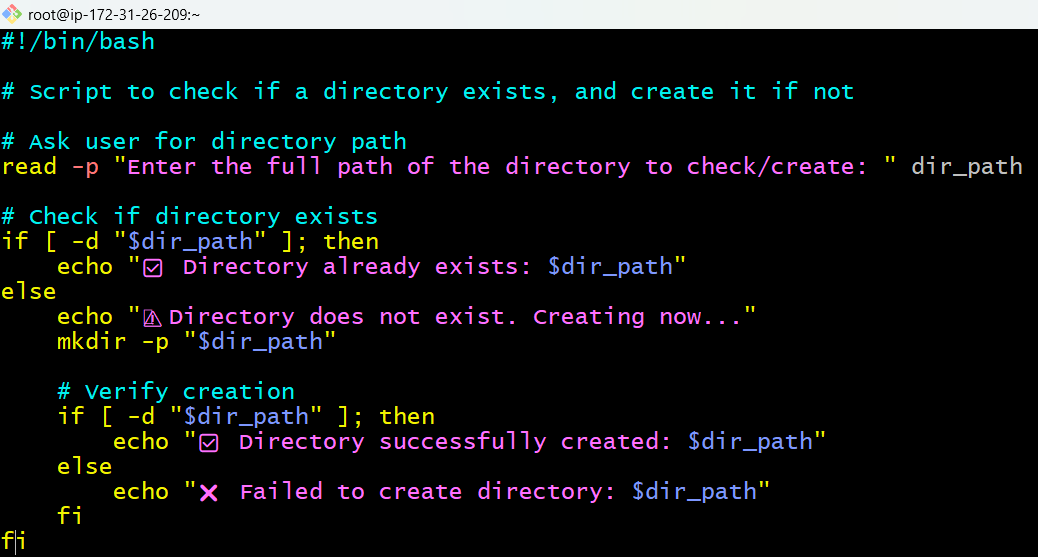 root@ip-172-31-26-209:~
#!/bin/bash
# Script to check if a directory exists, and create it if not
# Ask user for directory path
read -p "Enter the full path of the directory to check/create: " dir_path
# Check if directory exists
if [ -d "$dir_path" ]; then
    echo "☑ Directory already exists: $dir_path"
else
    echo "⚠ Directory does not exist. Creating now..."
    mkdir -p "$dir_path"
    # Verify creation
    if [ -d "$dir_path" ]; then
        echo "☑ Directory successfully created: $dir_path"
    else
        echo "❌ Failed to create directory: $dir_path"
    fi
fi